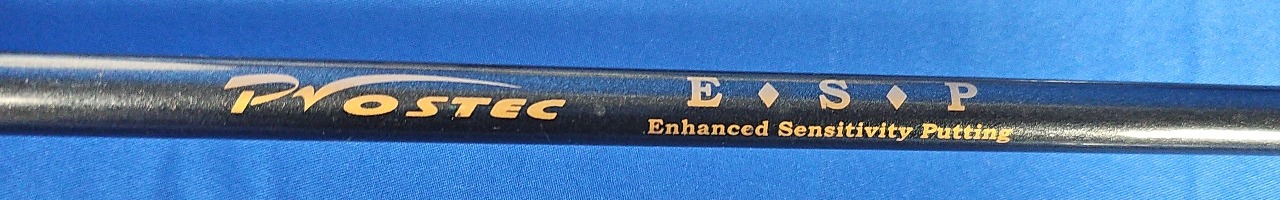 PROSTEC
E♦S♦P
Enhanced Sensitivity Putting